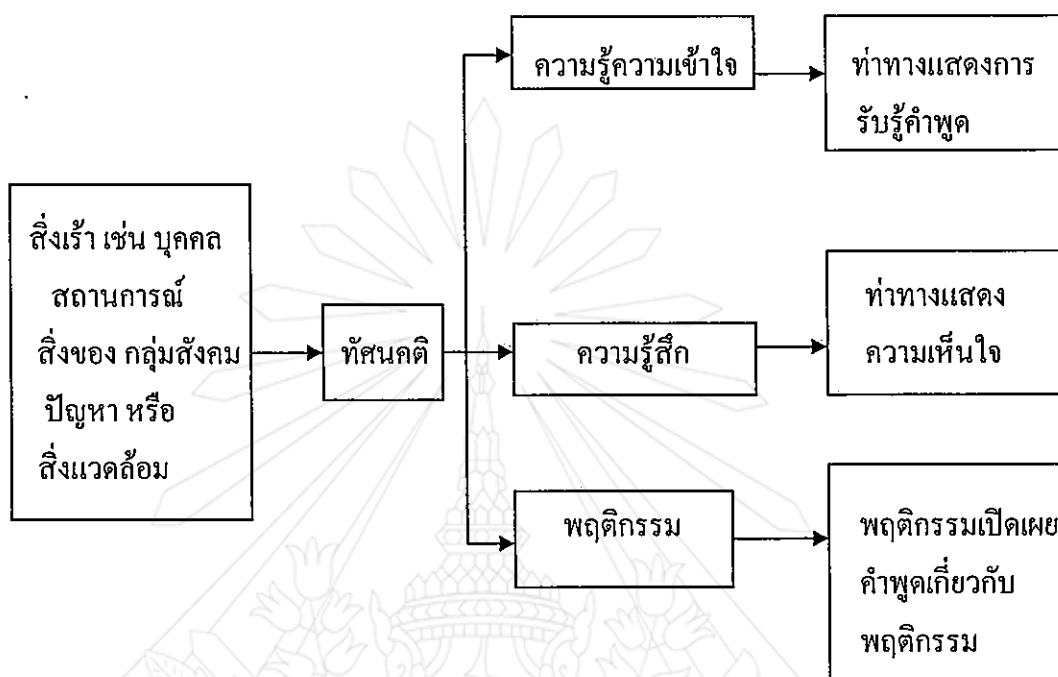 ความรู้ความเข้าใจ
ท่าทางแสดงการ
รับรู้คำพูด
สิ่งเร้า เช่น บุคคล
สถานการณ์
สิ่งของ กลุ่มสังคม
ปัญหา หรือ
สิ่งแวดล้อม
ทัศนคติ
ความรู้สึก
ท่าทางแสดง
ความเห็นใจ
พฤติกรรม
พฤติกรรมเปิดเผย
คำพูดเกี่ยวกับ
พฤติกรรม